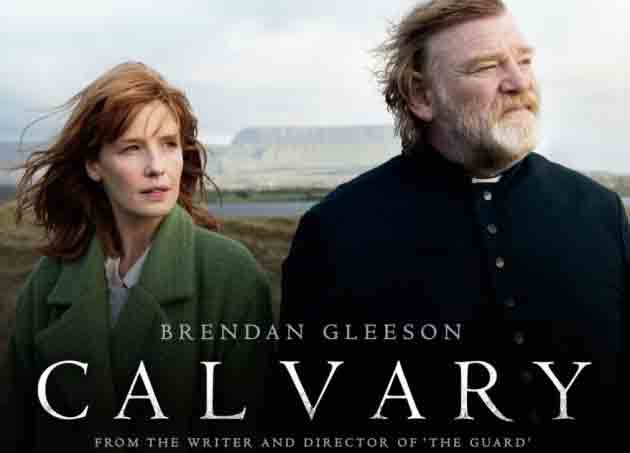 BRENDAN GLEESON
CALVARY
FROM THE WRITER AND DIRECTOR OF 'THE GUARD'